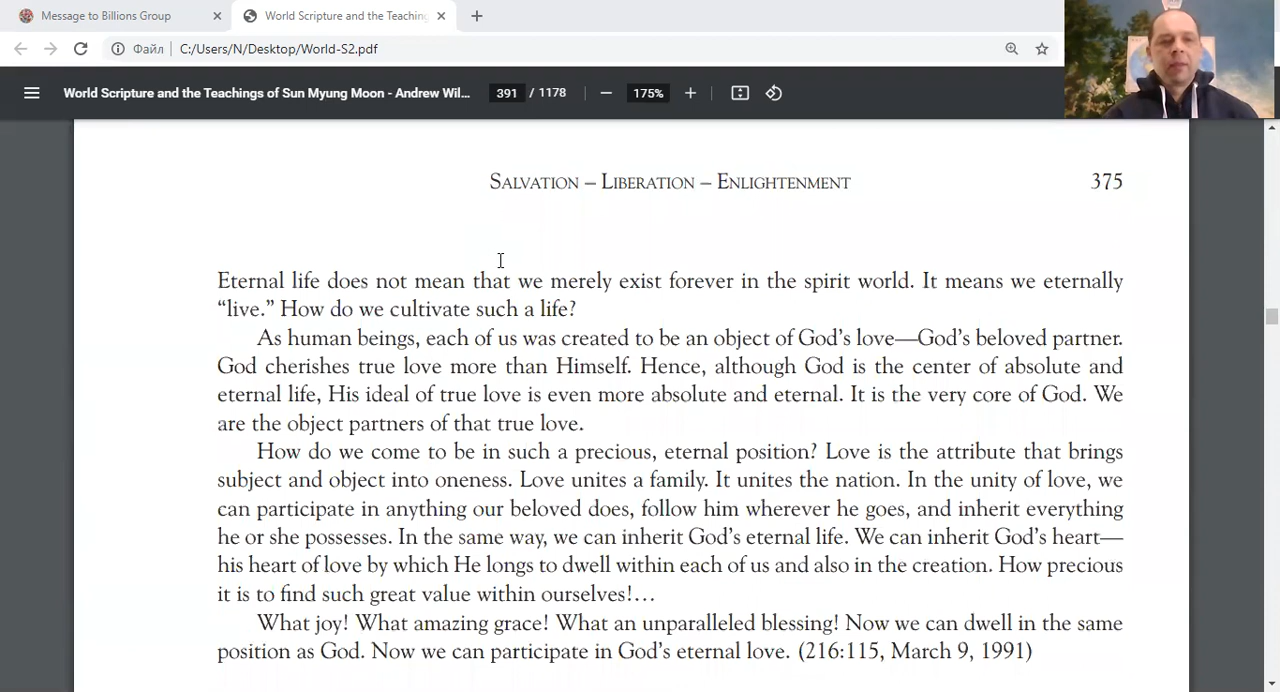 Message to Billions Group
World Scripture and the Teaching
Файл
C:/Users/N/Desktop/World-S2.pdf
World Scripture and the Teachings of Sun Myung Moon - Andrew Wil...
391 / 1178
175%
SALVATION – LIBERATION – ENLIGHTENMENT 375
Eternal life does not mean that we merely exist forever in the spirit world. It means we eternally
“live.” How do we cultivate such a life?
As human beings, each of us was created to be an object of God’s love—God’s beloved partner.
God cherishes true love more than Himself. Hence, although God is the center of absolute and
eternal life, His ideal of true love is even more absolute and eternal. It is the very core of God. We
are the object partners of that true love.
How do we come to be in such a precious, eternal position? Love is the attribute that brings
subject and object into oneness. Love unites a family. It unites the nation. In the unity of love, we
can participate in anything our beloved does, follow him wherever he goes, and inherit everything
he or she possesses. In the same way, we can inherit God’s eternal life. We can inherit God’s heart—
his heart of love by which He longs to dwell within each of us and also in the creation. How precious
it is to find such great value within ourselves!…
What joy! What amazing grace! What an unparalleled blessing! Now we can dwell in the same
position as God. Now we can participate in God’s eternal love. (216:115, March 9, 1991)